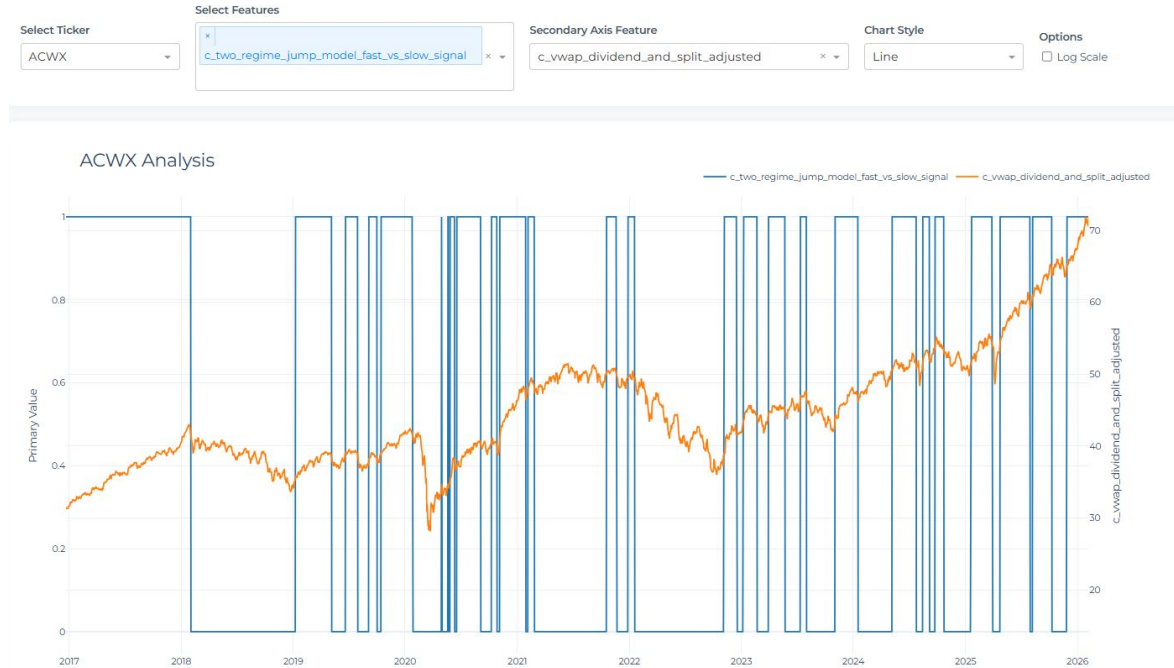 Select Ticker
Select Features
Secondary Axis Feature
Chart Style
Options
ACWX
×
c_two_regime_jump_model_fast_vs_slow_signal ×
c_vwap_dividend_and_split_adjusted ×
Line
Log Scale
ACWX Analysis
c_two_regime_jump_model_fast_vs_slow_signal
c_vwap_dividend_and_split_adjusted
Primary Value
1
0.8
0.6
0.4
0.2
0
70
60
50
40
30
20
c_vwap_dividend_and_split_adjusted
2017 2018 2019 2020 2021 2022 2023 2024 2025 2026